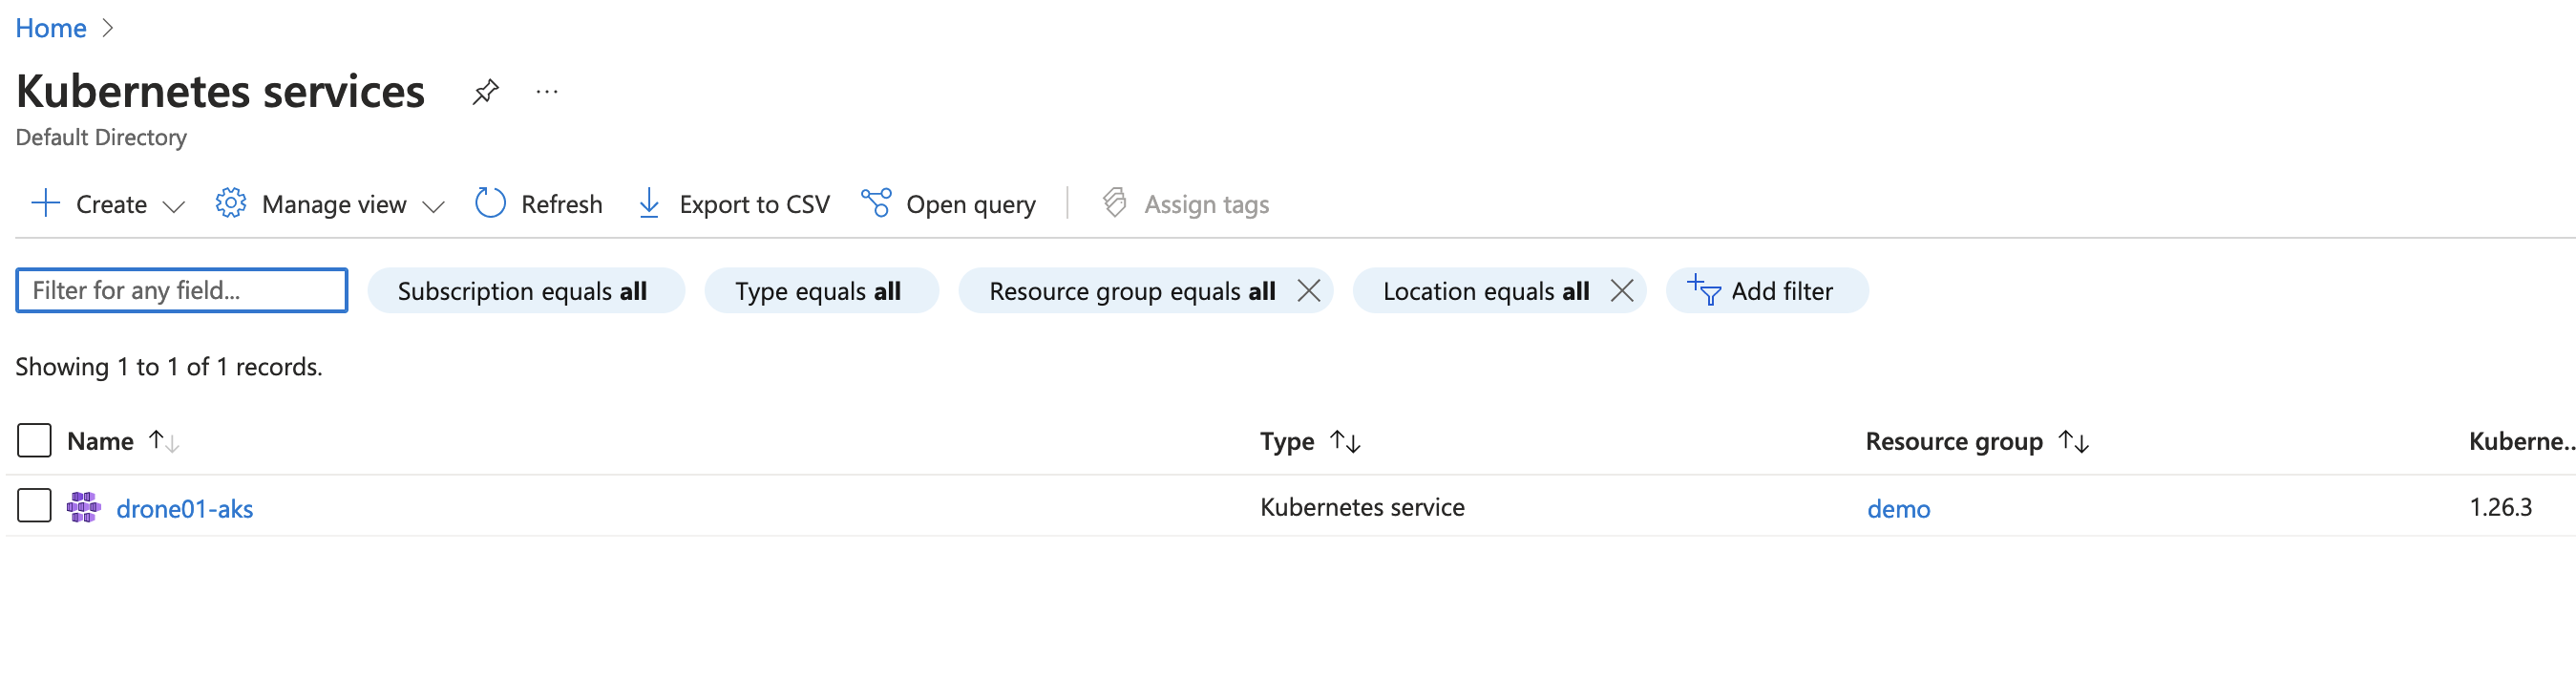 Home
Kubernetes services ...
Default Directory
Create Manage view Refresh Export to CSV Open query Assign tags
Filter for any field... Subscription equals all Type equals all Resource group equals all Location equals all Add filter
Showing 1 to 1 of 1 records.
Name Type Resource group Kuberne...
drone01-aks Kubernetes service demo 1.26.3